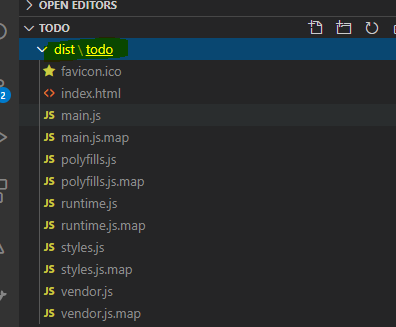 OPEN EDITORS
TODO
dist \ todo
favicon.ico
<> index.html
JS main.js
JS main.js.map
JS polyfills.js
JS polyfills.js.map
JS runtime.js
JS runtime.js.map
JS styles.js
JS styles.js.map
JS vendor.js
JS vendor.js.map
2